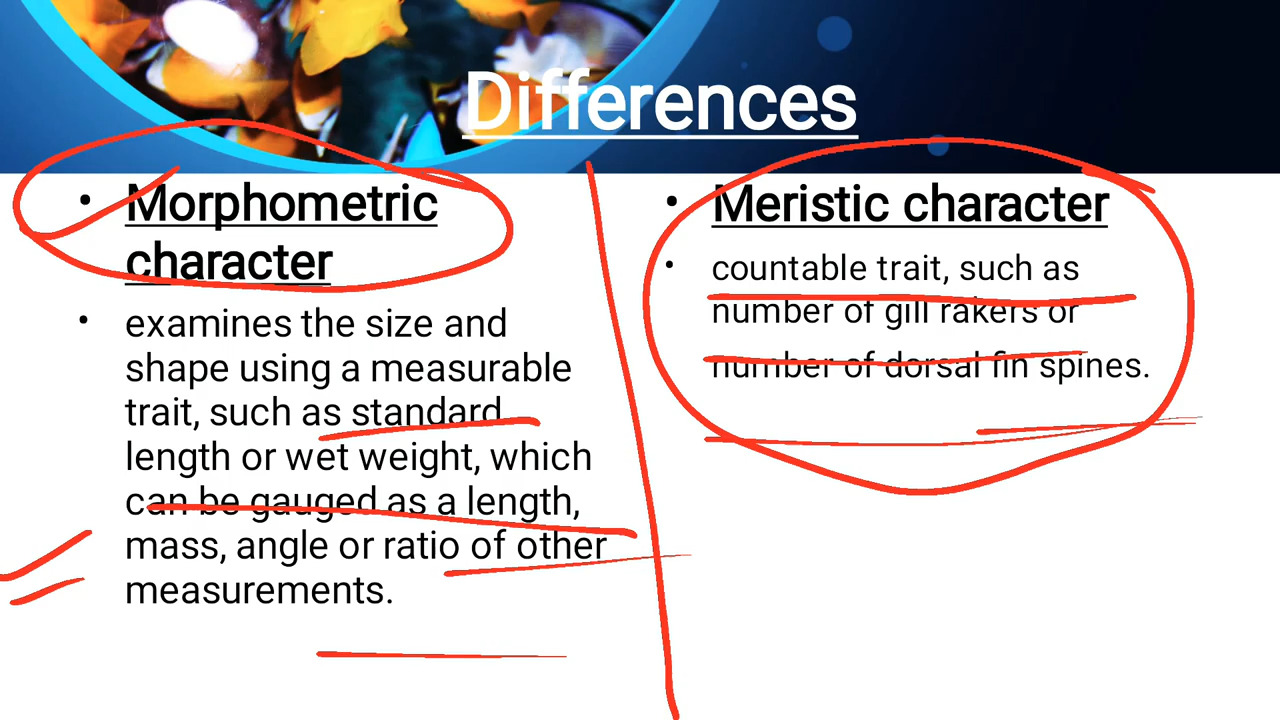 Differences
• Morphometric
character
• examines the size and
shape using a measurable
trait, such as standard
length or wet weight, which
can be gauged as a length,
mass, angle or ratio of other
measurements.
• Meristic character
• countable trait, such as
number of gill rakers or
number of dorsal fin spines.